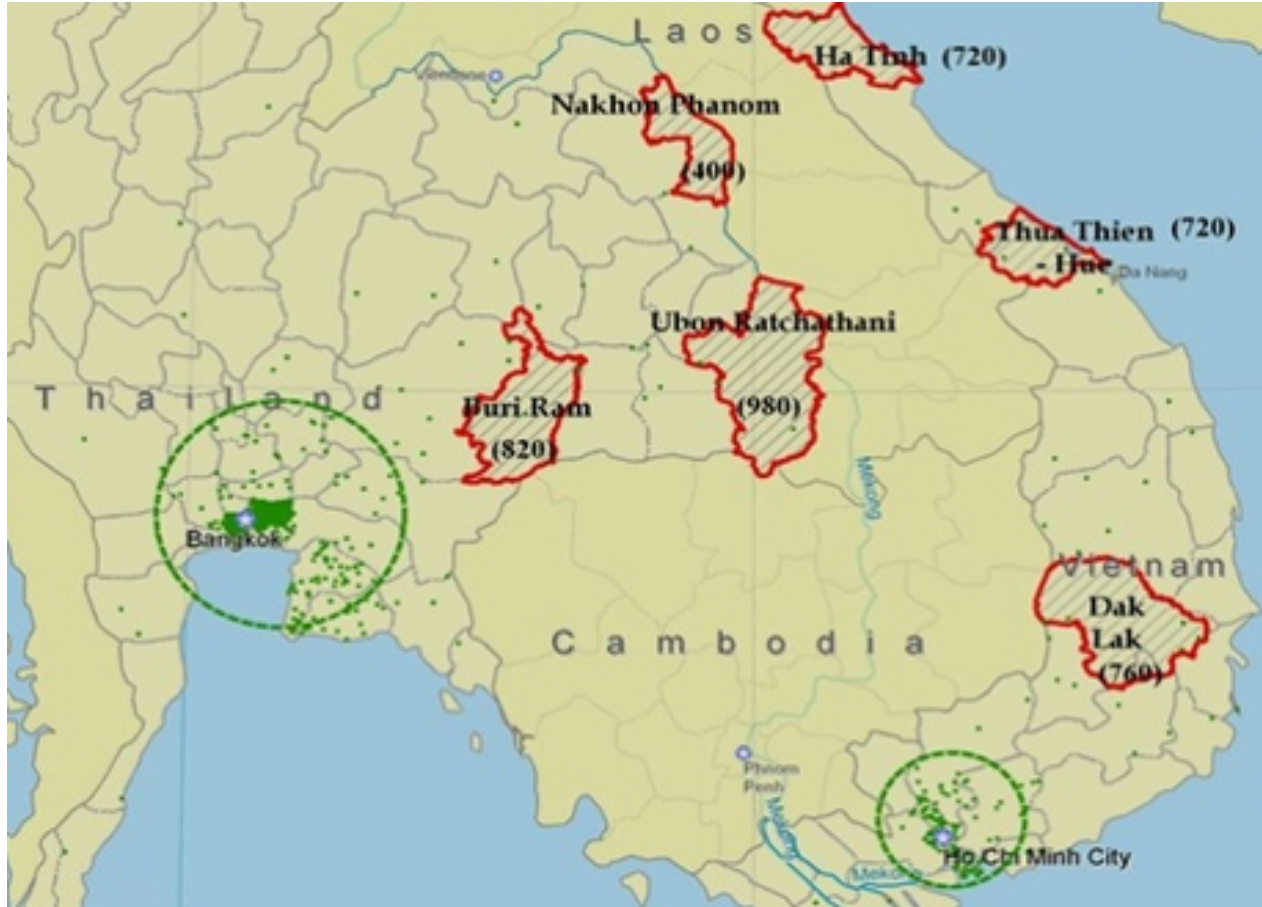 Laos
Ha Tinh (720)
Vientiane
Nakhon Phanom
(400)
Thua Thien (720)
- Hue
Da Nang
Ubon Ratchathani
Thailand
Buri Ram
(980)
(820)
Mekong
Bangkok
Vietnam
Dak
Lak
(760)
Cambodia
Phnom
Penh
Mekong
Ho Chi Minh City
Mekong